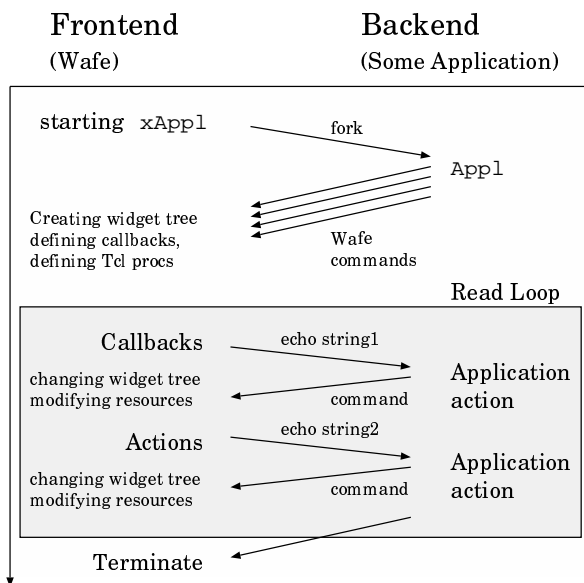 Frontend
Backend
(Wafe)
(Some Application)
starting xAppl
fork
Appl
Creating widget tree
defining callbacks,
defining Tcl procs
Wafe
commands
Read Loop
Callbacks
echo string1
changing widget tree
modifying resources
command
Application
action
Actions
echo string2
changing widget tree
modifying resources
command
Application
action
Terminate